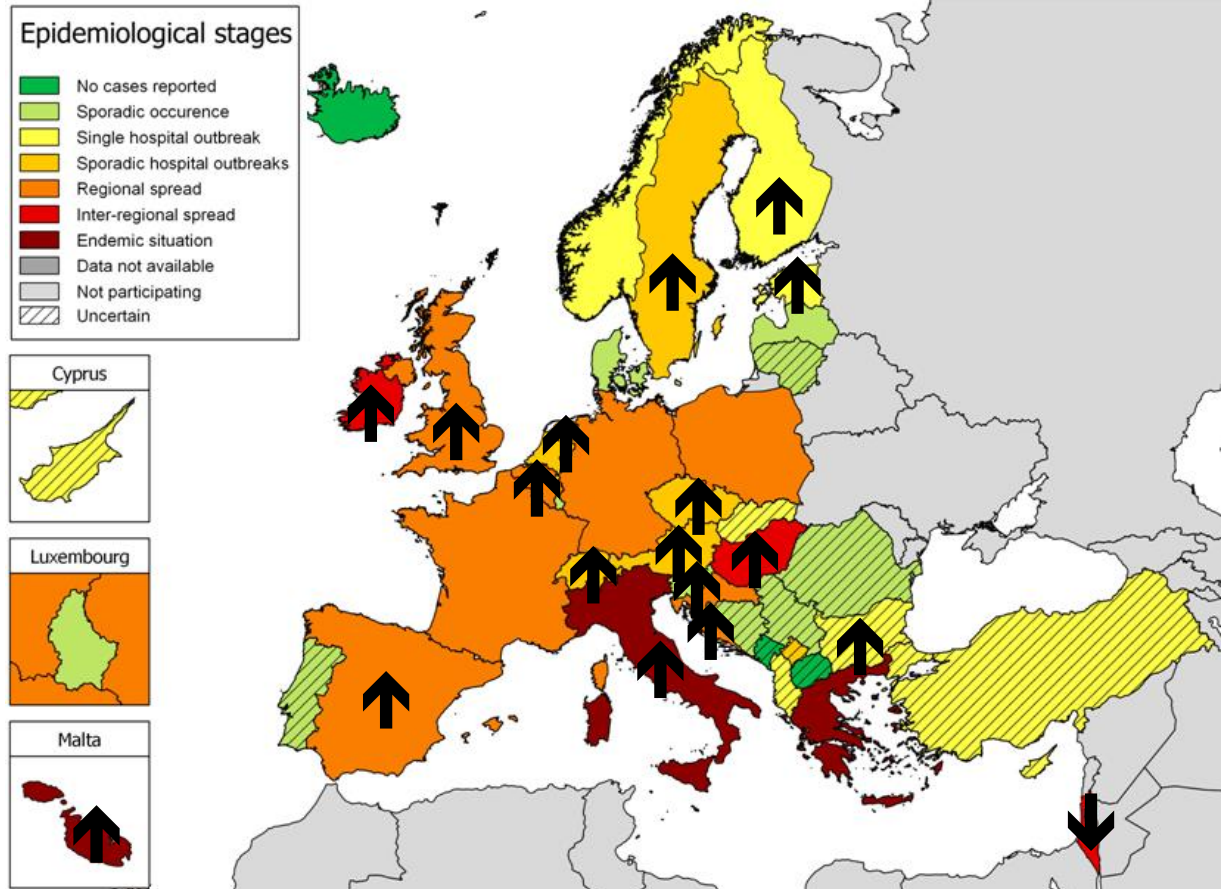 Epidemiological stages
No cases reported
Sporadic occurence
Single hospital outbreak
Sporadic hospital outbreaks
Regional spread
Inter-regional spread
Endemic situation
Data not available
Not participating
Uncertain
Cyprus
Luxembourg
Malta